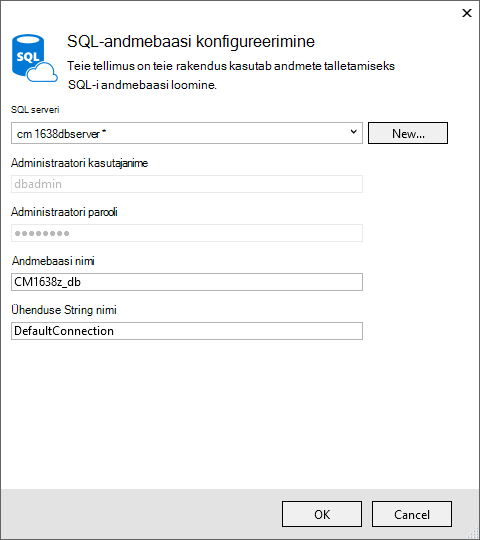 SQL-andmebaasi konfigureerimine
SQL
Teie tellimus on teie rakendus kasutab andmete talletamiseks
SQL-i andmebaasi loomine.
SQL serveri
cm 1638dbserver*
New...
Administraatori kasutajanime
dbadmin
Administraatori parooli
●●●●●●●●
Andmebaasi nimi
CM1638z_db
Ühenduse String nimi
DefaultConnection
OK
Cancel